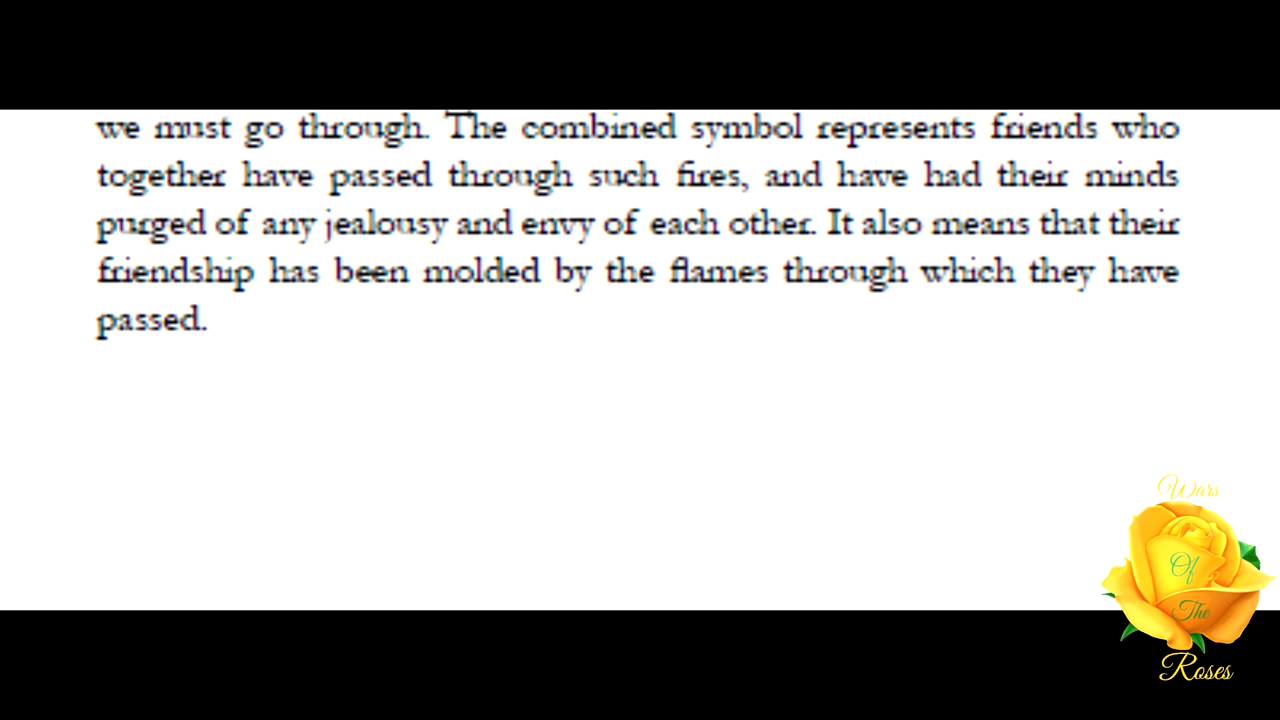 we must go through. The combined symbol represents friends who
together have passed through such fires, and have had their minds
purged of any jealousy and envy of each other. It also means that their
friendship has been molded by the flames through which they have
passed.
Wars
Of
The
Roses